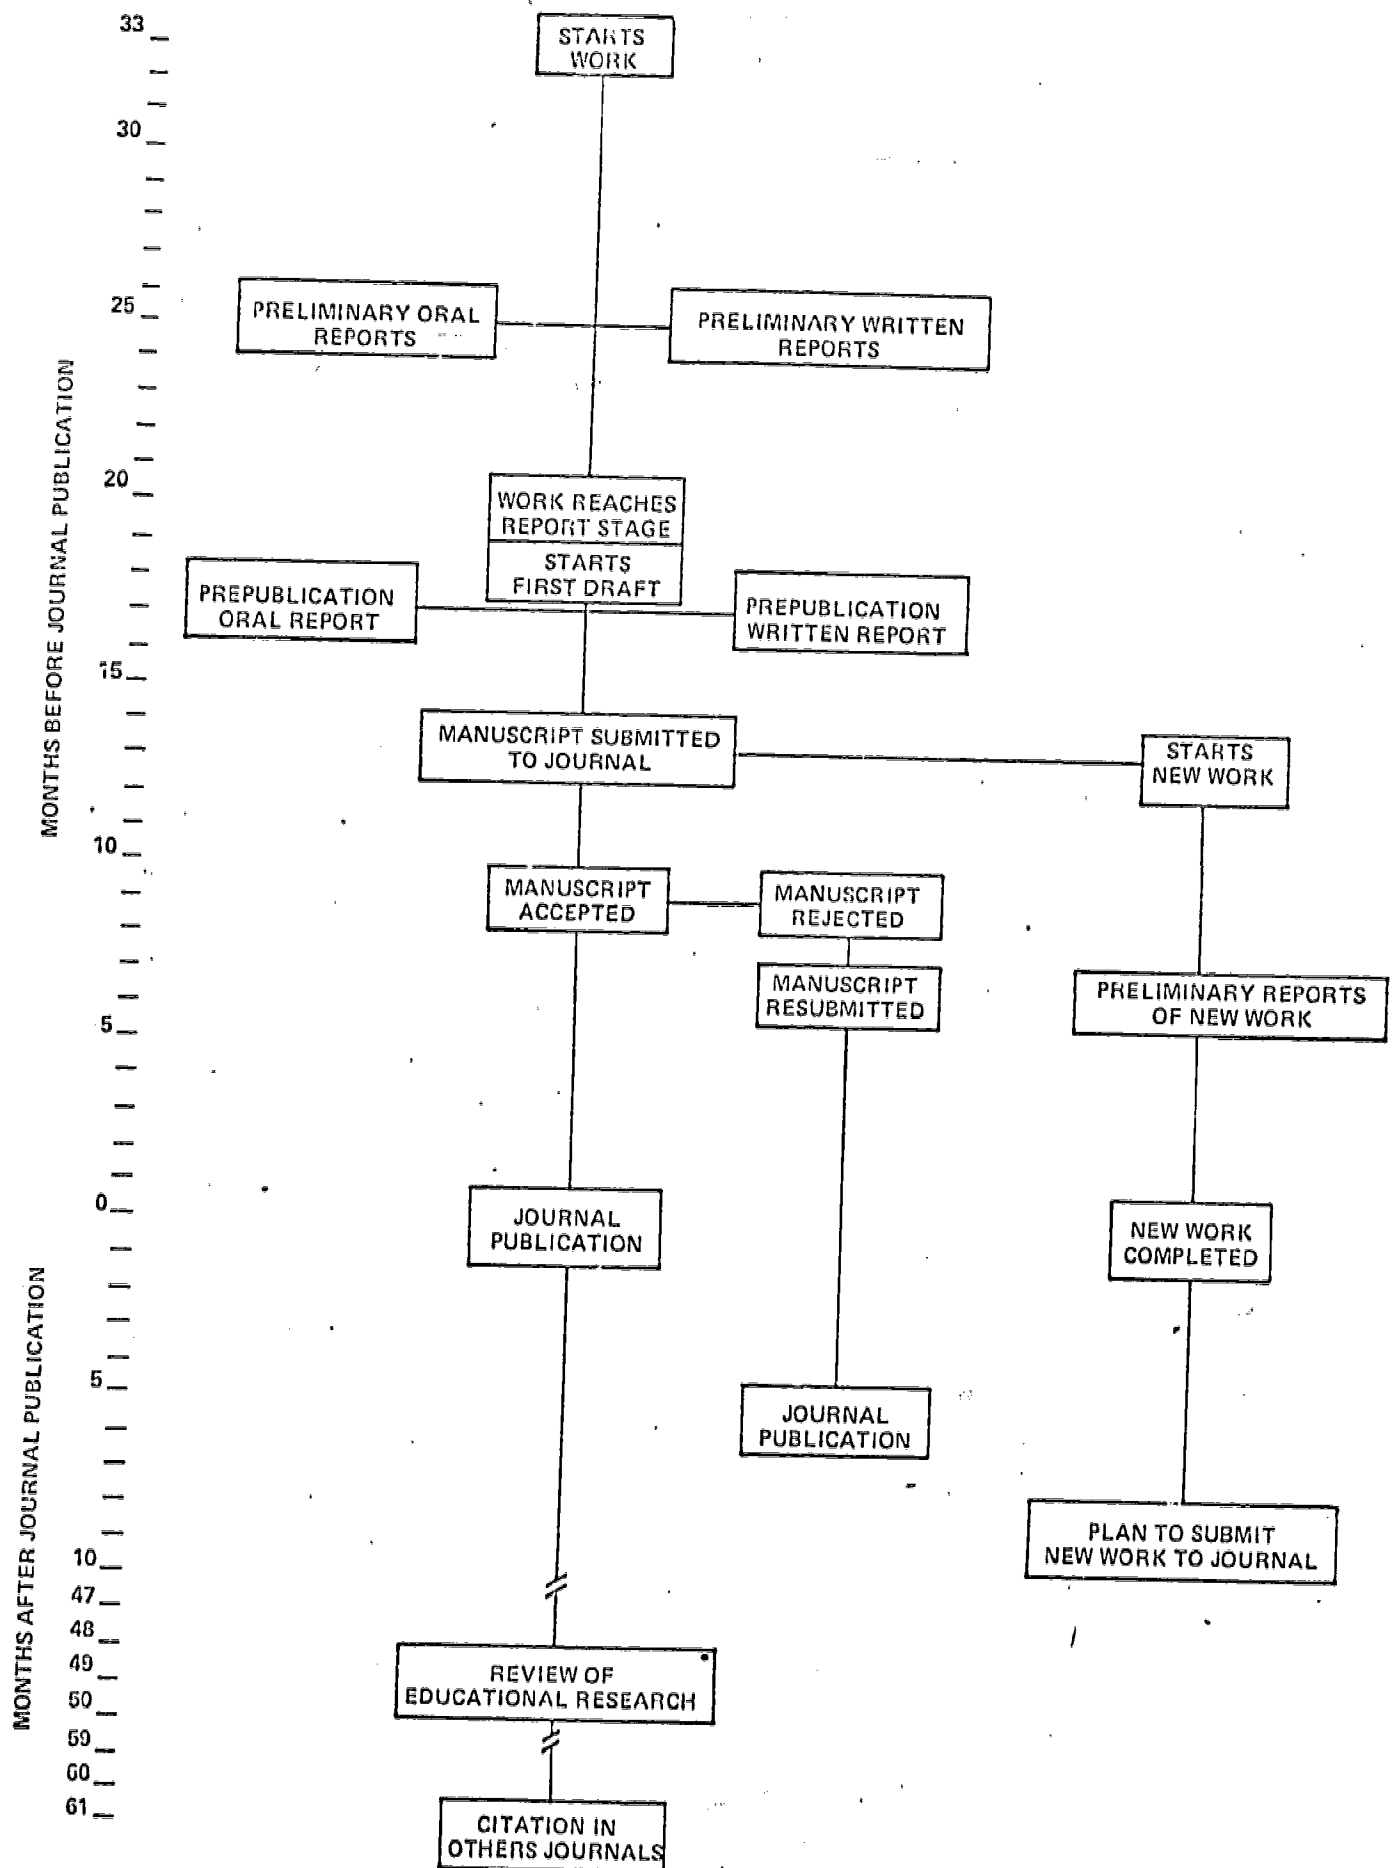 33
STARTS
WORK
30
25
PRELIMINARY ORAL
REPORTS
PRELIMINARY WRITTEN
REPORTS
MONTHS BEFORE JOURNAL PUBLICATION
20
WORK REACHES
REPORT STAGE
STARTS
FIRST DRAFT
PREPUBLICATION
ORAL REPORT
PREPUBLICATION
WRITTEN REPORT
15
MANUSCRIPT SUBMITTED
TO JOURNAL
STARTS
NEW WORK
10
MANUSCRIPT
ACCEPTED
MANUSCRIPT
REJECTED
MANUSCRIPT
RESUBMITTED
PRELIMINARY REPORTS
OF NEW WORK
5
0
JOURNAL
PUBLICATION
NEW WORK
COMPLETED
MONTHS AFTER JOURNAL PUBLICATION
5
JOURNAL
PUBLICATION
PLAN TO SUBMIT
NEW WORK TO JOURNAL
10
47
48
49
50
REVIEW OF
EDUCATIONAL RESEARCH
59
60
61
CITATION IN
OTHERS JOURNALS